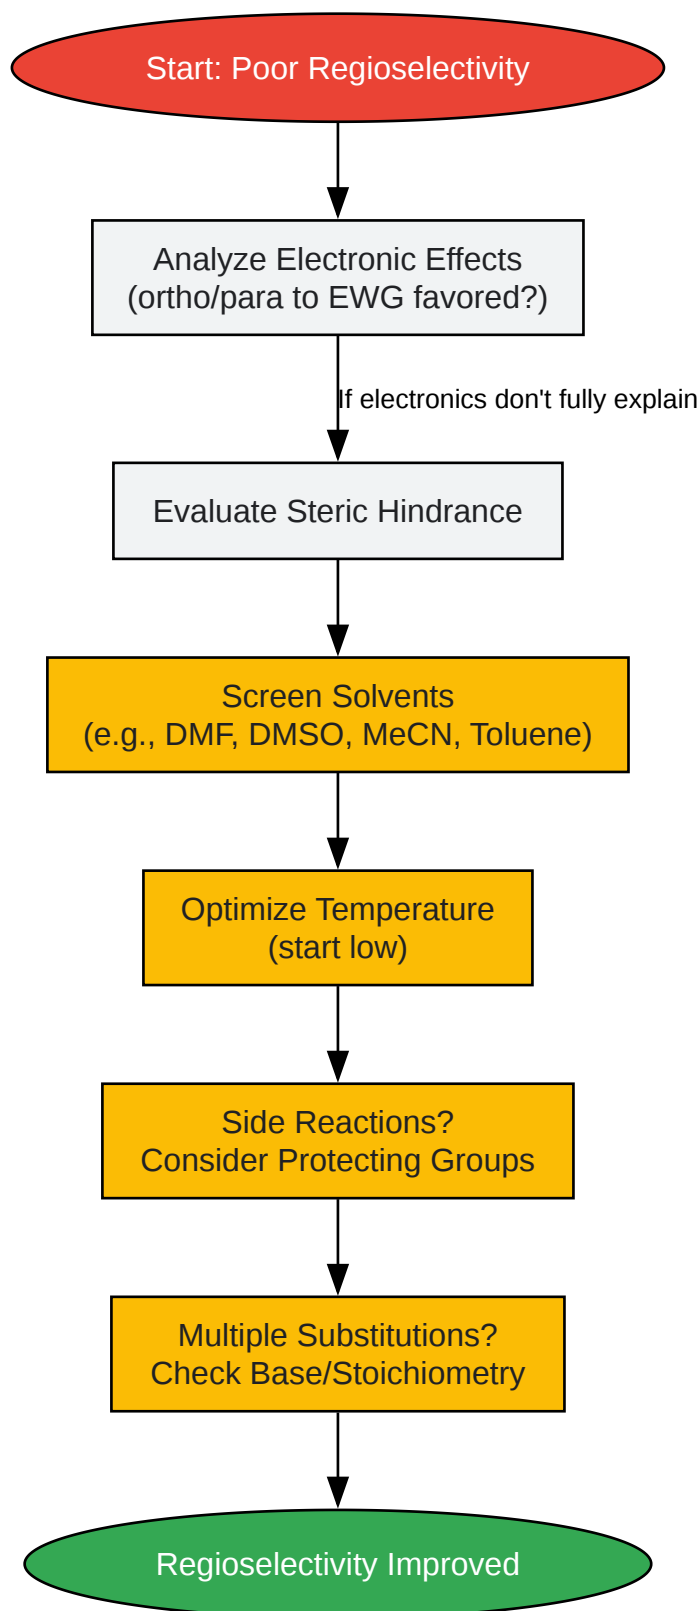 Start: Poor Regioselectivity
Analyze Electronic Effects
(ortho/para to EWG favored?)
If electronics don't fully explain
Evaluate Steric Hindrance
Screen Solvents
(e.g., DMF, DMSO, MeCN, Toluene)
Optimize Temperature
(start low)
Side Reactions?
Consider Protecting Groups
Multiple Substitutions?
Check Base/Stoichiometry
Regioselectivity Improved